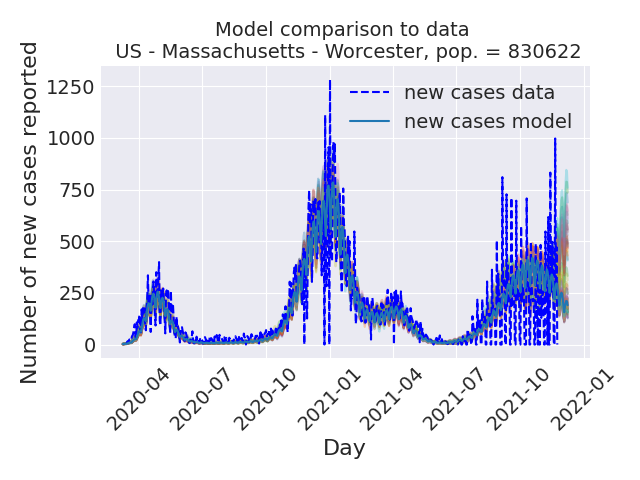 Model comparison to data
US - Massachusetts - Worcester, pop. = 830622
Number of new cases reported
1250
1000
750
500
250
0
new cases data
new cases model
2020-04
2020-07
2020-10
2021-01
2021-04
2021-07
2021-10
2022-01
Day